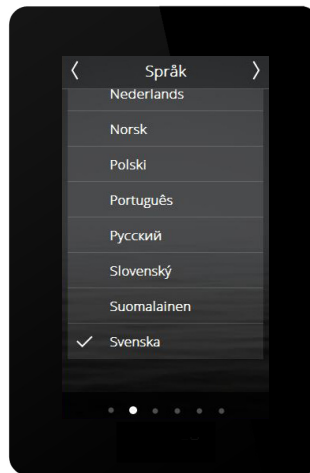 Språk
Nederlands
Norsk
Polski
Português
Русский
Slovenský
Suomalainen
Svenska